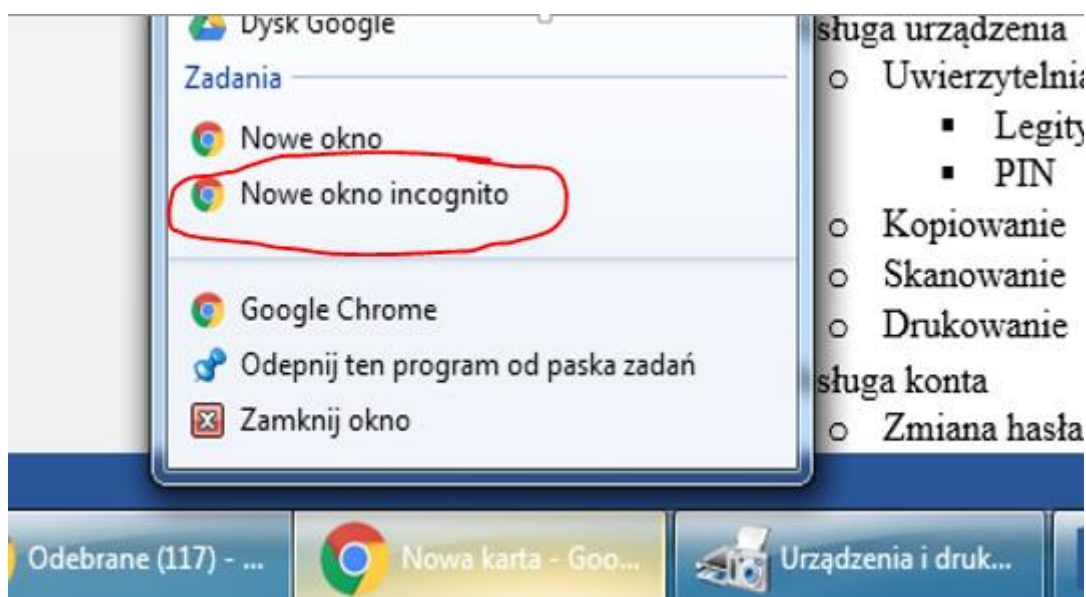 Dysk Google
Zadania
Nowe okno
Nowe okno incognito
Google Chrome
Odepnij ten program od paska zadań
Zamknij okno
sługa urządzenia
Uwierzytelnia
Legity
PIN
Kopiowanie
Skanowanie
Drukowanie
sługa konta
Zmiana hasła
Odebrane (117) - ...
Nowa karta - Goo...
Urządzenia i druk...